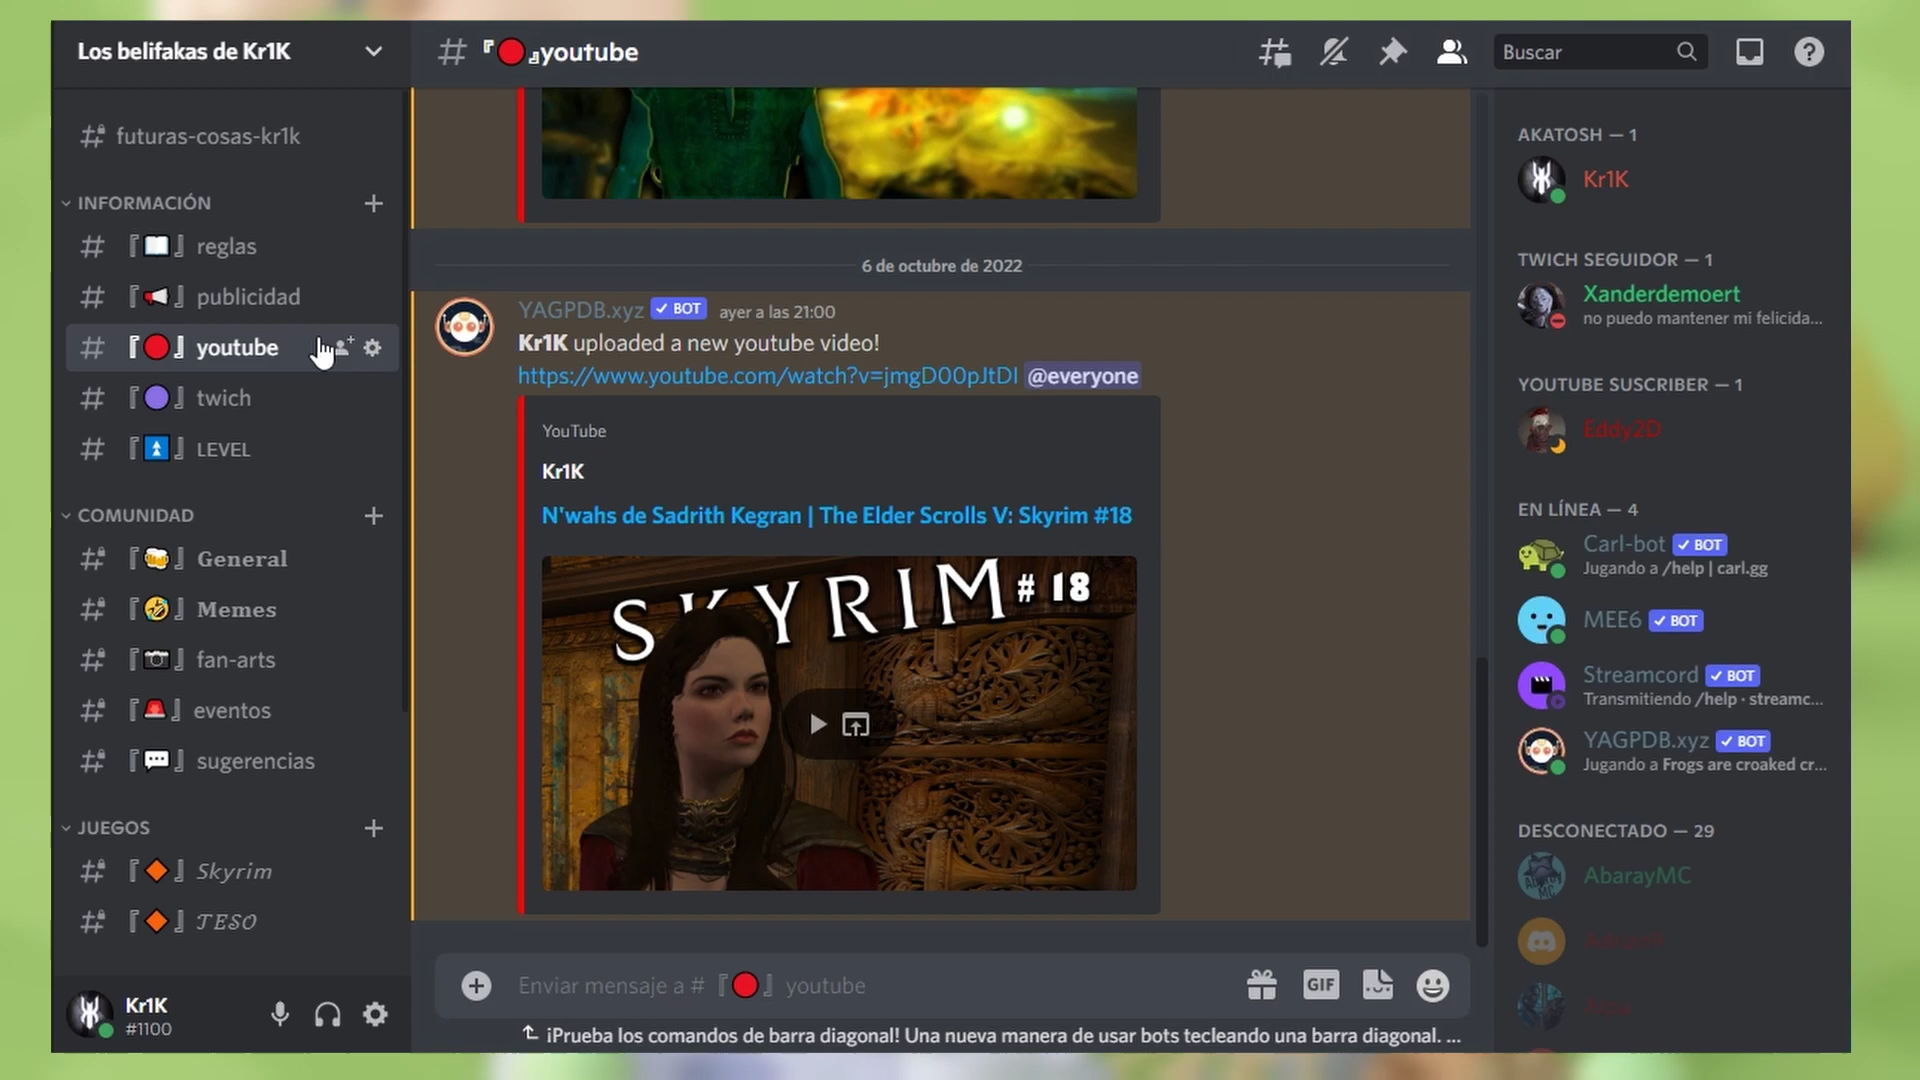 Los belifakas de Kr1K
futuras-cosas-kr1k
INFORMACIÓN
『📖』 reglas
『📢』 publicidad
『🔴』 youtube
『🟣』 twich
『⏫』 LEVEL
COMUNIDAD
『🍻』 General
『🤣』 Memes
『📷』 fan-arts
『🚨』 eventos
『💬』 sugerencias
JUEGOS
『🔶』 Skyrim
『🔶』 TESO
Kr1K
#1100
# 『🔴』youtube
Buscar
6 de octubre de 2022
YAGPDB.xyz ✓ BOT ayer a las 21:00
Kr1K uploaded a new youtube video!
https://www.youtube.com/watch?v=jmgD00pJtDI @everyone
YouTube
Kr1K
N'wahs de Sadrith Kegran | The Elder Scrolls V: Skyrim #18
SKYRIM # 18
Enviar mensaje a # 『🔴』 youtube
GIF
¡Prueba los comandos de barra diagonal! Una nueva manera de usar bots tecleando una barra diagonal. ...
AKATOSH — 1
Kr1K
TWICH SEGUIDOR — 1
Xanderdemoert
no puedo mantener mi felicida...
YOUTUBE SUSCRIBER — 1
Eddy2D
EN LÍNEA — 4
Carl-bot ✓ BOT
Jugando a /help | carl.gg
MEE6 ✓ BOT
Streamcord ✓ BOT
Transmitiendo /help · streamc...
YAGPDB.xyz ✓ BOT
Jugando a Frogs are croaked cr...
DESCONECTADO — 29
AbarayMC